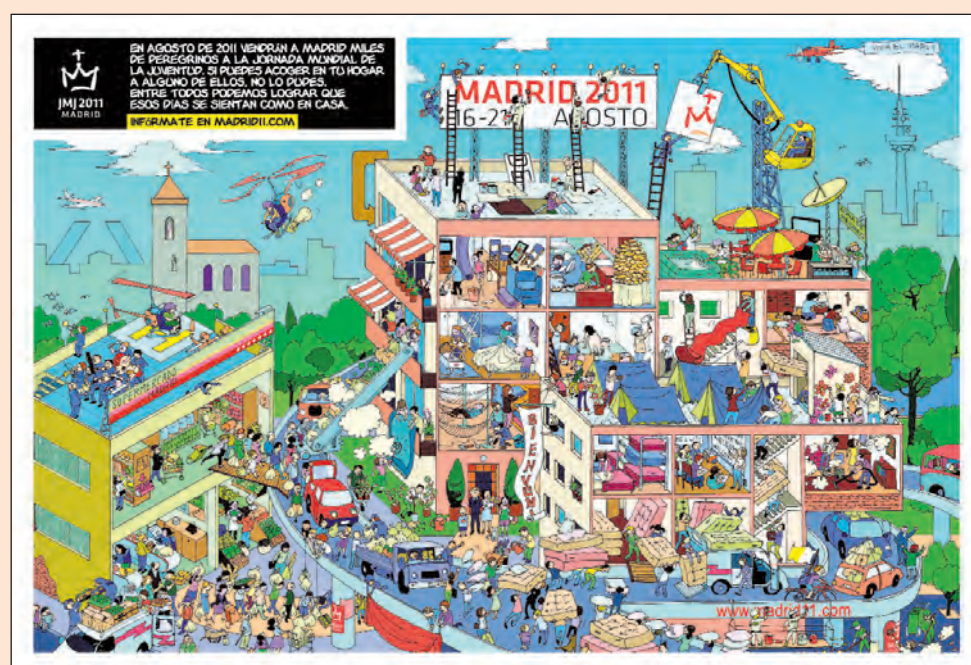 JMJ 2011
MADRID
EN AGOSTO DE 2011 VENDRÁN A MADRID MILES
DE PEREGRINOS A LA JORNADA MUNDIAL DE
LA JUVENTUD. SI PUEDES ACOGER EN TU HOGAR
A ALGUNO DE ELLOS, NO LO DUDES.
ENTRE TODOS PODEMOS LOGRAR QUE
ESOS DÍAS SE SIENTAN COMO EN CASA.
INFÓRMATE EN MADRID11.COM
MADRID 2011
16-21 AGOSTO
SUPERMERCADO
www.madrid11.com